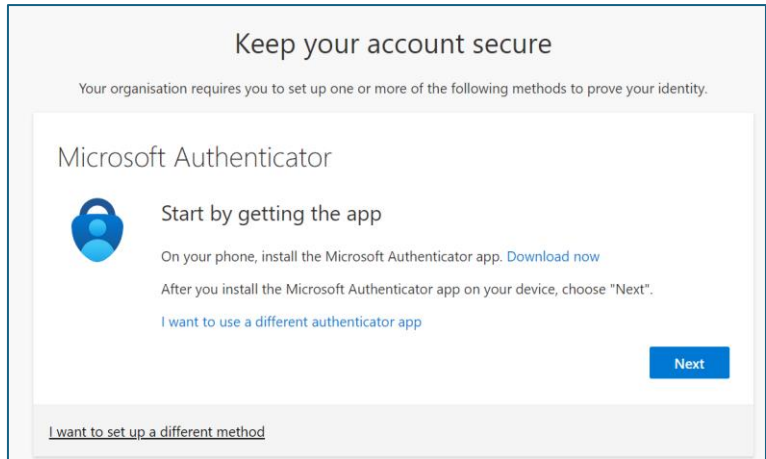 Keep your account secure
Your organisation requires you to set up one or more of the following methods to prove your identity.
Microsoft Authenticator
Start by getting the app
On your phone, install the Microsoft Authenticator app. Download now
After you install the Microsoft Authenticator app on your device, choose "Next".
I want to use a different authenticator app
Next
I want to set up a different method